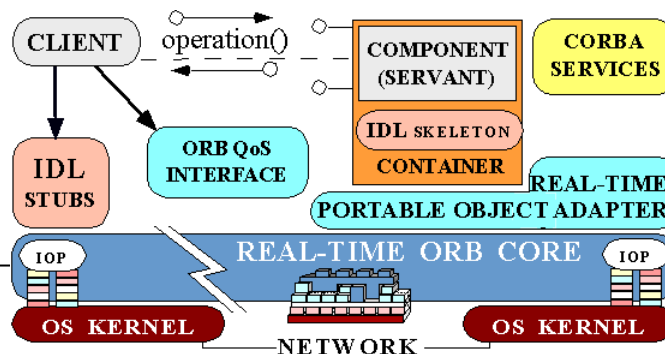 CLIENT
operation()
COMPONENT
(SERVANT)
CORBA
SERVICES
IDL SKELETON
CONTAINER
IDL
STUBS
ORB QoS
INTERFACE
REAL-TIME
PORTABLE OBJECT ADAPTER
REAL-TIME ORB CORE
IOP
IOP
OS KERNEL
OS KERNEL
NETWORK